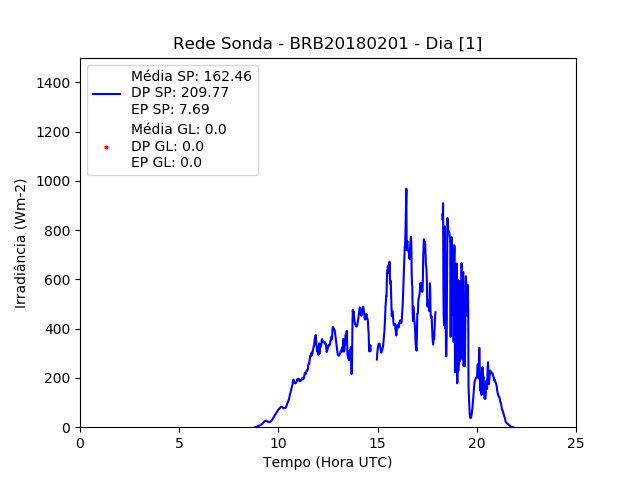 Rede Sonda - BRB20180201 - Dia [1]
Média SP: 162.46
DP SP: 209.77
EP SP: 7.69
Média GL: 0.0
DP GL: 0.0
EP GL: 0.0
1400
1200
1000
800
600
400
200
0
Irradiância (Wm-2)
0 5 10 15 20 25
Tempo (Hora UTC)